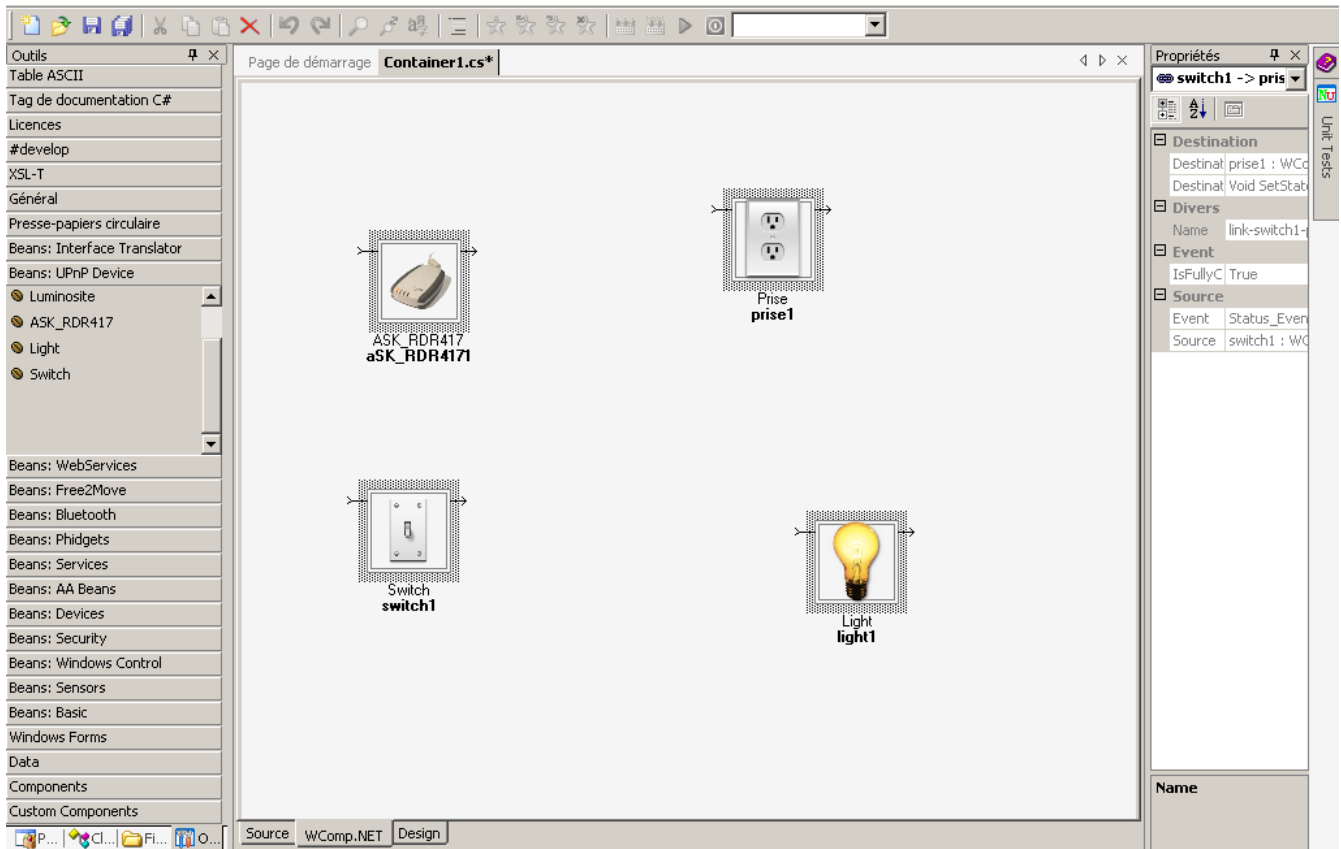 Outils
Table ASCII
Tag de documentation C#
Licences
#develop
XSL-T
Général
Presse-papiers circulaire
Beans: Interface Translator
Beans: UPnP Device
Luminosite
ASK_RDR417
Light
Switch
Beans: WebServices
Beans: Free2Move
Beans: Bluetooth
Beans: Phidgets
Beans: Services
Beans: AA Beans
Beans: Devices
Beans: Security
Beans: Windows Control
Beans: Sensors
Beans: Basic
Windows Forms
Data
Components
Custom Components
P... Cl... Fi... O...
Page de démarrage Container1.cs*
ASK_RDR417
aSK_RDR4171
Prise
prise1
Switch
switch1
Light
light1
Source WComp.NET Design
Propriétés
switch1 -> pris
Destination
Destinat prise1 : WCo
Destinat Void SetStat
Divers
Name link-switch1-p
Event
IsFullyC True
Source
Event Status_Even
Source switch1 : WC
Name
Unit Tests